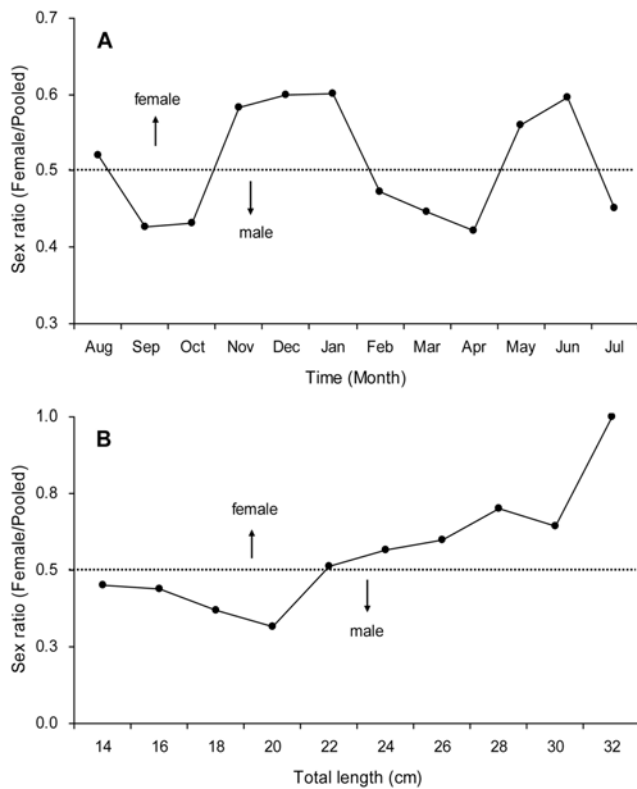 A
Sex ratio (Female/Pooled)
0.7
0.6
0.5
0.4
0.3
female
male
Aug Sep Oct Nov Dec Jan Feb Mar Apr May Jun Jul
Time (Month)
B
Sex ratio (Female/Pooled)
1.0
0.8
0.5
0.3
0.0
female
male
14 16 18 20 22 24 26 28 30 32
Total length (cm)